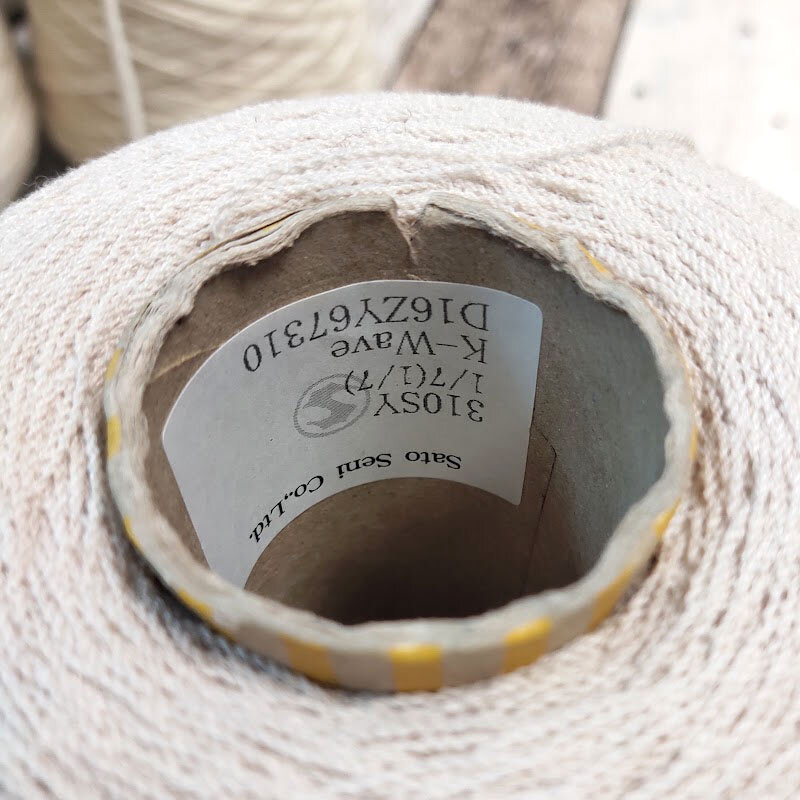 Sato Seni Co.,Ltd.
310SY
1/7(1/7)
K-Wave
D16ZY67310